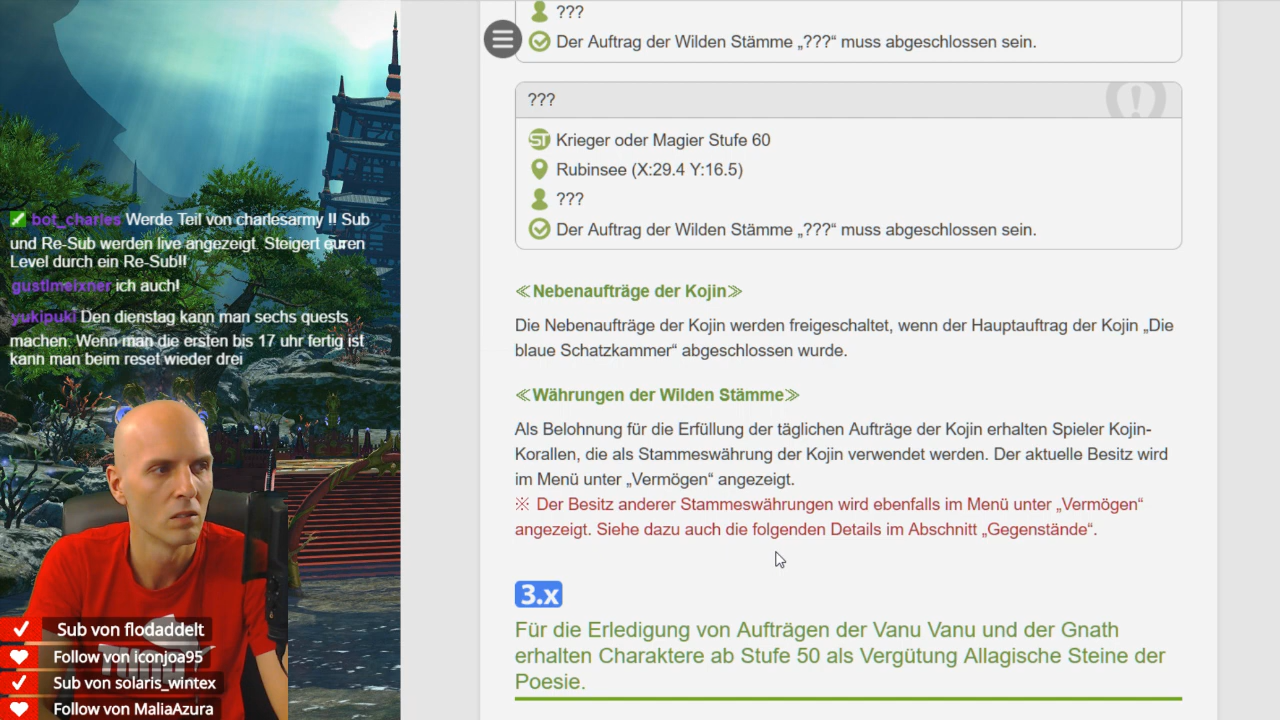 bot_charles Werde Teil von charlesarmy !! Sub
und Re-Sub werden live angezeigt. Steigert euren
Level durch ein Re-Sub!!
gustlmeixner ich auch!
yukipuki Den dienstag kann man sechs quests
machen. Wenn man die ersten bis 17 uhr fertig ist
kann man beim reset wieder drei
Sub von flodaddelt
Follow von iconjoa95
Sub von solaris_wintex
Follow von MaliaAzura
???
Der Auftrag der Wilden Stämme „???“ muss abgeschlossen sein.
???
ST Krieger oder Magier Stufe 60
Rubinsee (X:29.4 Y:16.5)
???
Der Auftrag der Wilden Stämme „???“ muss abgeschlossen sein.
≪Nebenaufträge der Kojin≫
Die Nebenaufträge der Kojin werden freigeschaltet, wenn der Hauptauftrag der Kojin „Die
blaue Schatzkammer“ abgeschlossen wurde.
≪Währungen der Wilden Stämme≫
Als Belohnung für die Erfüllung der täglichen Aufträge der Kojin erhalten Spieler Kojin-
Korallen, die als Stammeswährung der Kojin verwendet werden. Der aktuelle Besitz wird
im Menü unter „Vermögen“ angezeigt.
※ Der Besitz anderer Stammeswährungen wird ebenfalls im Menü unter „Vermögen“
angezeigt. Siehe dazu auch die folgenden Details im Abschnitt „Gegenstände“.
3.x
Für die Erledigung von Aufträgen der Vanu Vanu und der Gnath
erhalten Charaktere ab Stufe 50 als Vergütung Allagische Steine der
Poesie.